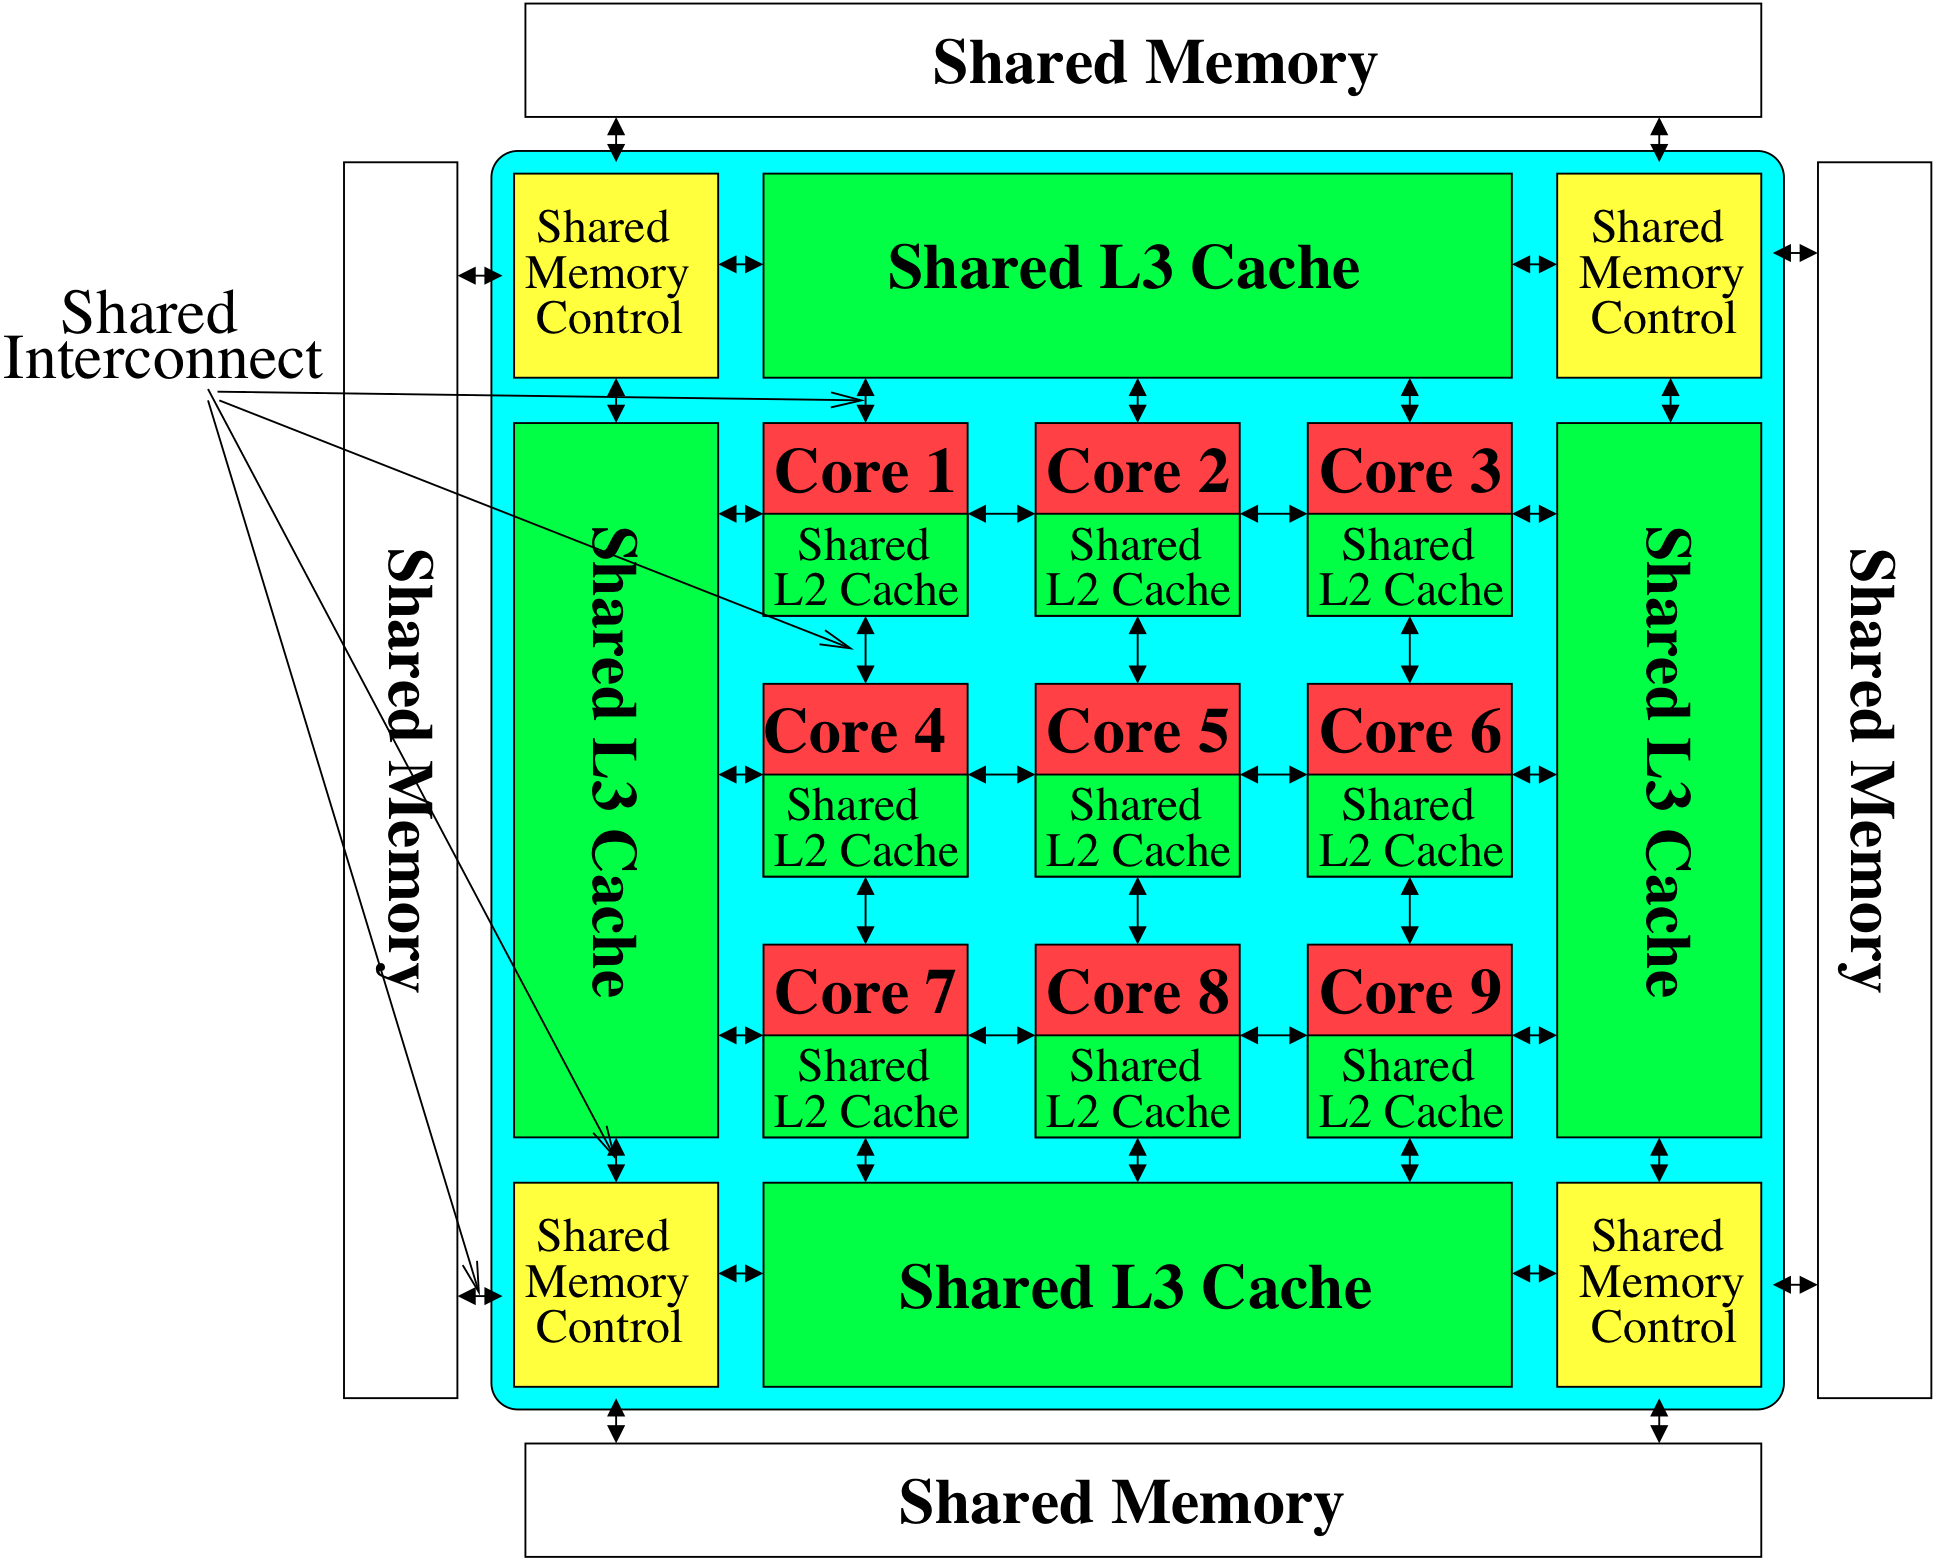 Shared Memory
Shared
Memory
Control
Shared L3 Cache
Shared
Memory
Control
Shared
Interconnect
Shared Memory
Shared L3 Cache
Core 1
Shared
L2 Cache
Core 2
Shared
L2 Cache
Core 3
Shared
L2 Cache
Shared L3 Cache
Shared Memory
Core 4
Shared
L2 Cache
Core 5
Shared
L2 Cache
Core 6
Shared
L2 Cache
Core 7
Shared
L2 Cache
Core 8
Shared
L2 Cache
Core 9
Shared
L2 Cache
Shared
Memory
Control
Shared L3 Cache
Shared
Memory
Control
Shared Memory